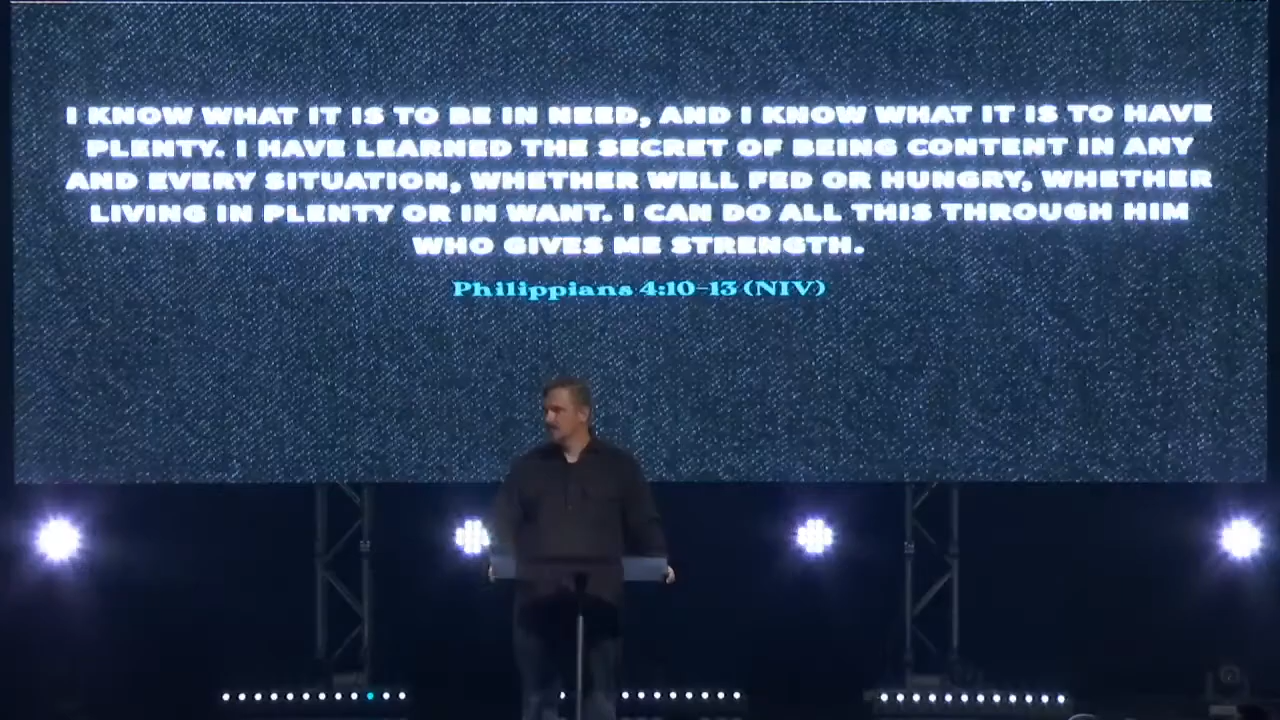 I KNOW WHAT IT IS TO BE IN NEED, AND I KNOW WHAT IT IS TO HAVE
PLENTY. I HAVE LEARNED THE SECRET OF BEING CONTENT IN ANY
AND EVERY SITUATION, WHETHER WELL FED OR HUNGRY, WHETHER
LIVING IN PLENTY OR IN WANT. I CAN DO ALL THIS THROUGH HIM
WHO GIVES ME STRENGTH.
Philippians 4:10-13 (NIV)